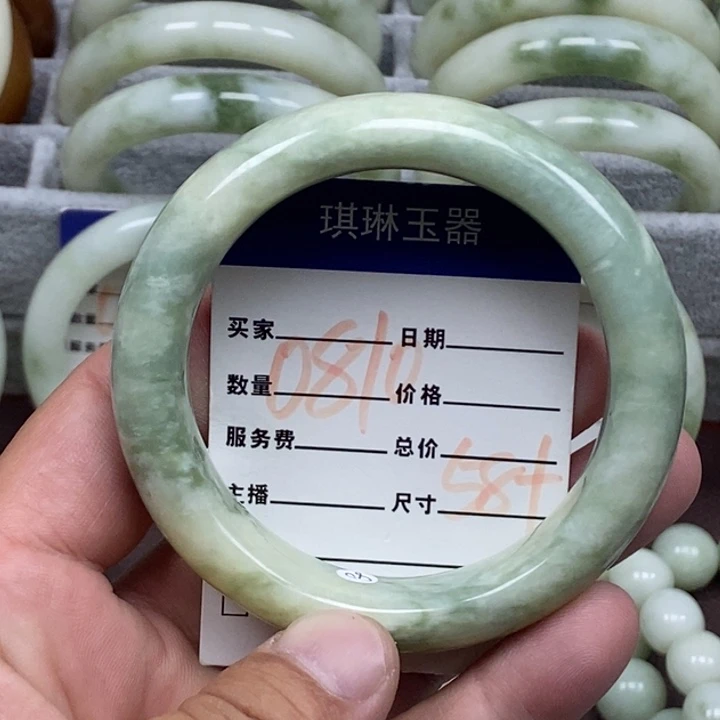 琪琳玉器
买家 日期
0810
数量 价格
服务费 总价
58+
主播 尺寸